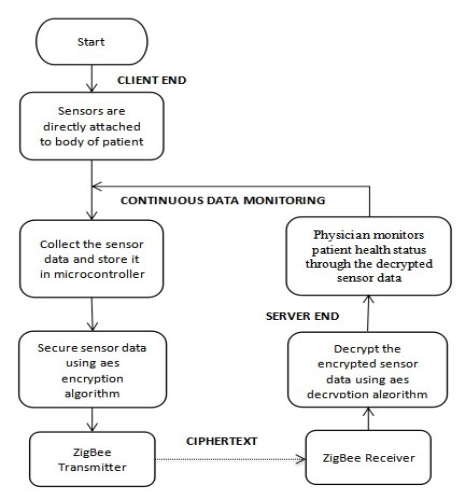 Start
CLIENT END
Sensors are
directly attached
to body of patient
CONTINUOUS DATA MONITORING
Collect the sensor
data and store it
in microcontroller
Physician monitors
patient health status
through the decrypted
sensor data
SERVER END
Secure sensor data
using aes
encryption
algorithm
Decrypt the
encrypted sensor
data using aes
decryption algorithm
ZigBee
Transmitter
CIPHERTEXT
ZigBee Receiver